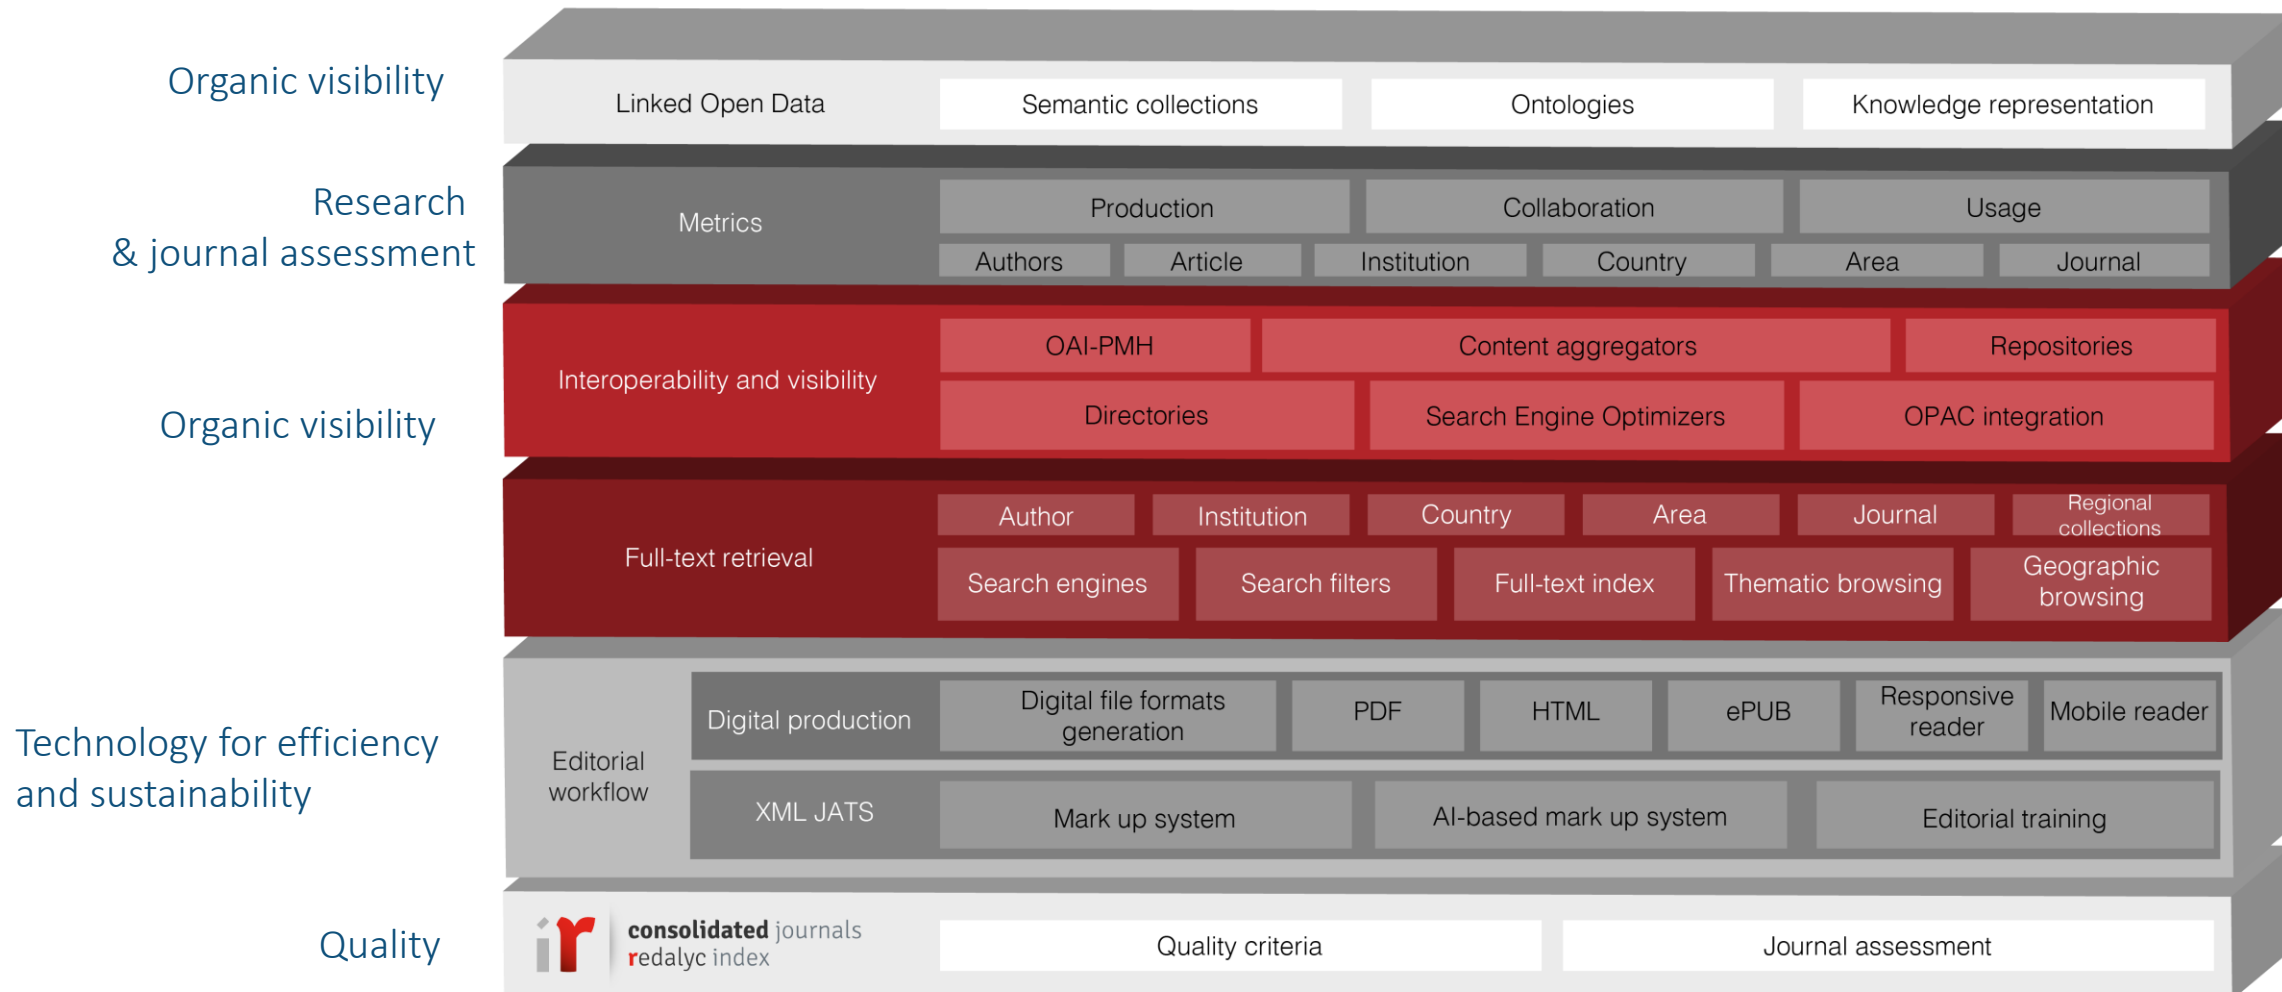 Organic visibility
Linked Open Data
Semantic collections
Ontologies
Knowledge representation
Research
& journal assessment
Metrics
Production
Collaboration
Usage
Authors
Article
Institution
Country
Area
Journal
Organic visibility
Interoperability and visibility
OAI-PMH
Content aggregators
Repositories
Directories
Search Engine Optimizers
OPAC integration
Full-text retrieval
Author
Institution
Country
Area
Journal
Regional
collections
Search engines
Search filters
Full-text index
Thematic browsing
Geographic
browsing
Technology for efficiency
and sustainability
Editorial
workflow
Digital production
Digital file formats
generation
PDF
HTML
ePUB
Responsive
reader
Mobile reader
XML JATS
Mark up system
AI-based mark up system
Editorial training
Quality
ir
consolidated journals
redalyc index
Quality criteria
Journal assessment